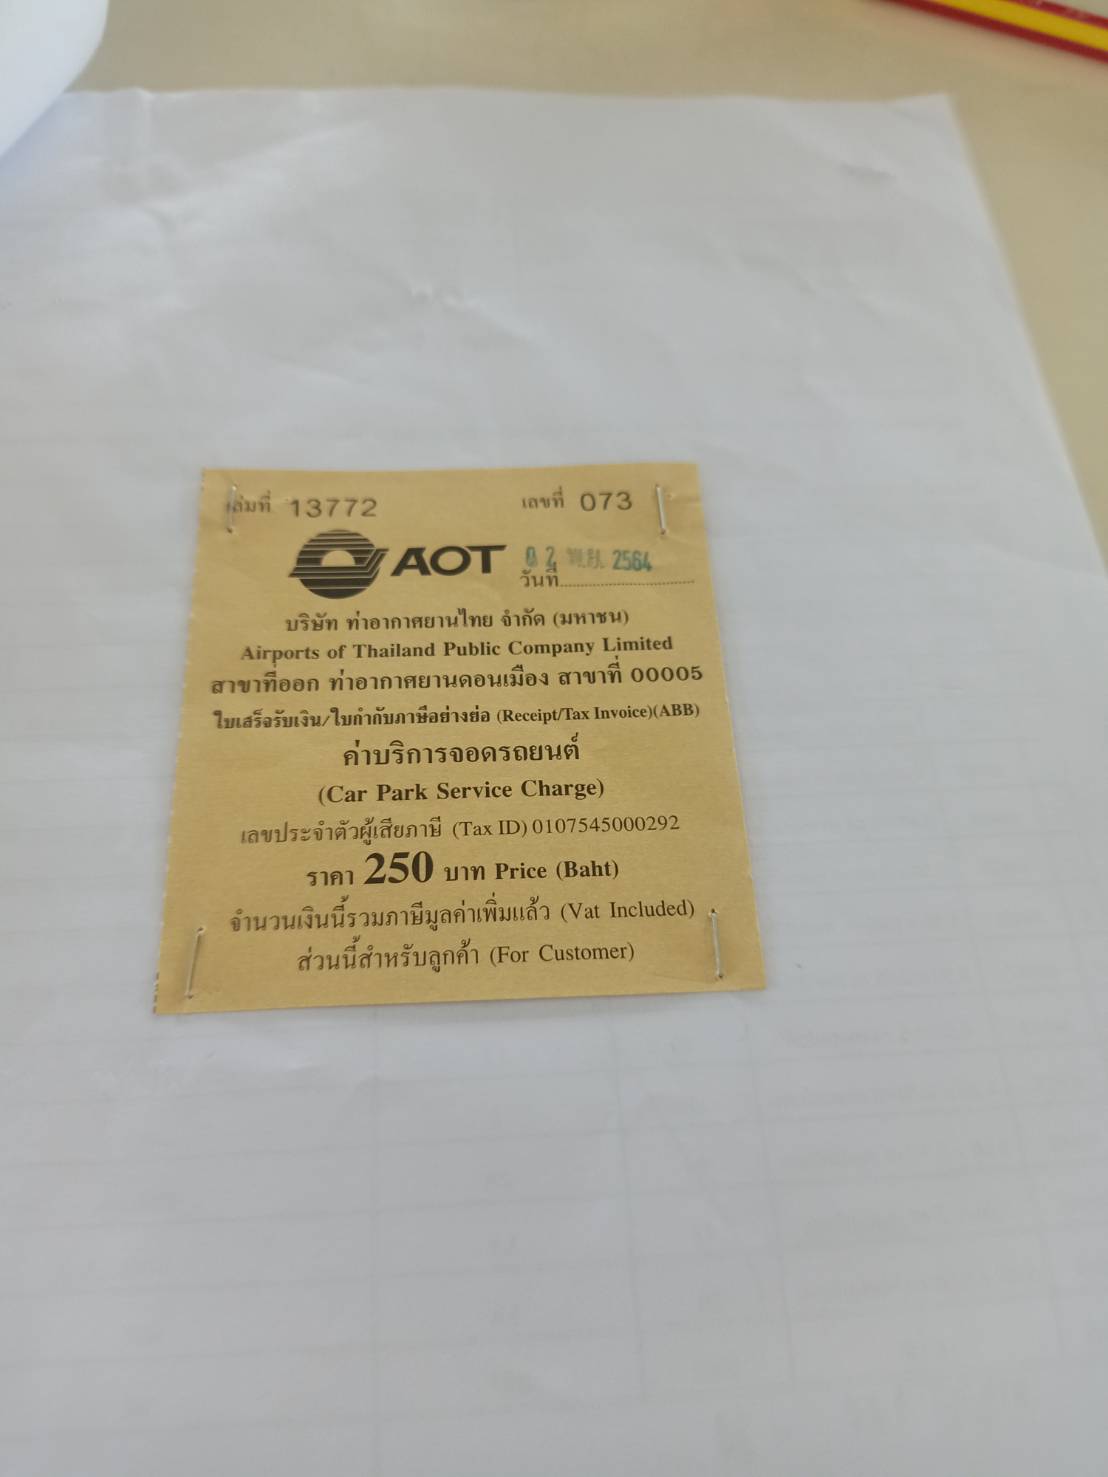 เล่มที่ 13772 เลขที่ 073
AOT
0 2 พ.ย. 2564
วันที่
บริษัท ท่าอากาศยานไทย จำกัด (มหาชน)
Airports of Thailand Public Company Limited
สาขาที่ออก ท่าอากาศยานดอนเมือง สาขาที่ 00005
ใบเสร็จรับเงิน/ใบกำกับภาษีอย่างย่อ (Receipt/Tax Invoice)(ABB)
ค่าบริการจอดรถยนต์
(Car Park Service Charge)
เลขประจำตัวผู้เสียภาษี (Tax ID) 0107545000292
ราคา 250 บาท Price (Baht)
จำนวนเงินนี้รวมภาษีมูลค่าเพิ่มแล้ว (Vat Included)
ส่วนนี้สำหรับลูกค้า (For Customer)